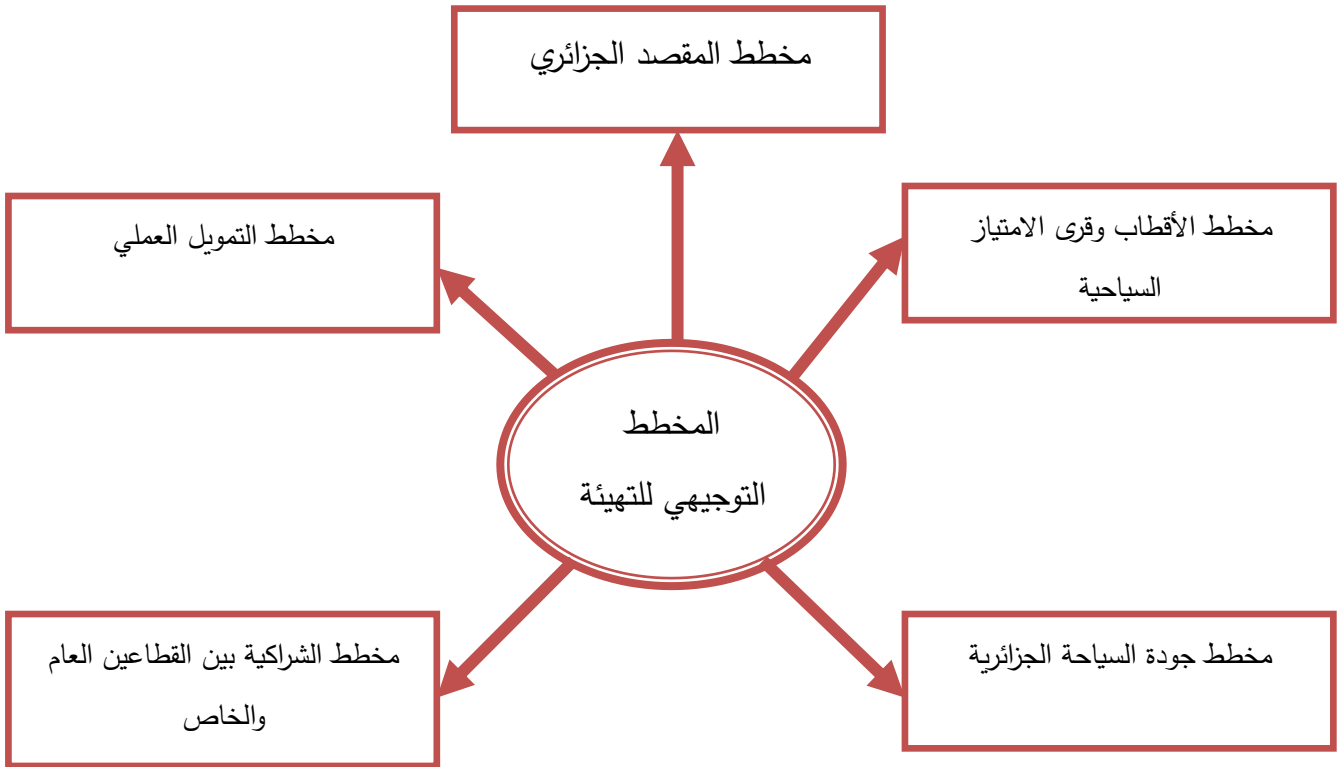 مخطط المقصد الجزائري
مخطط الأقطاب وقرى الامتياز
السياحية
مخطط التمويل العملي
المخطط
التوجيهي للتهيئة
مخطط جودة السياحة الجزائرية
مخطط الشراكية بين القطاعين العام
والخاص